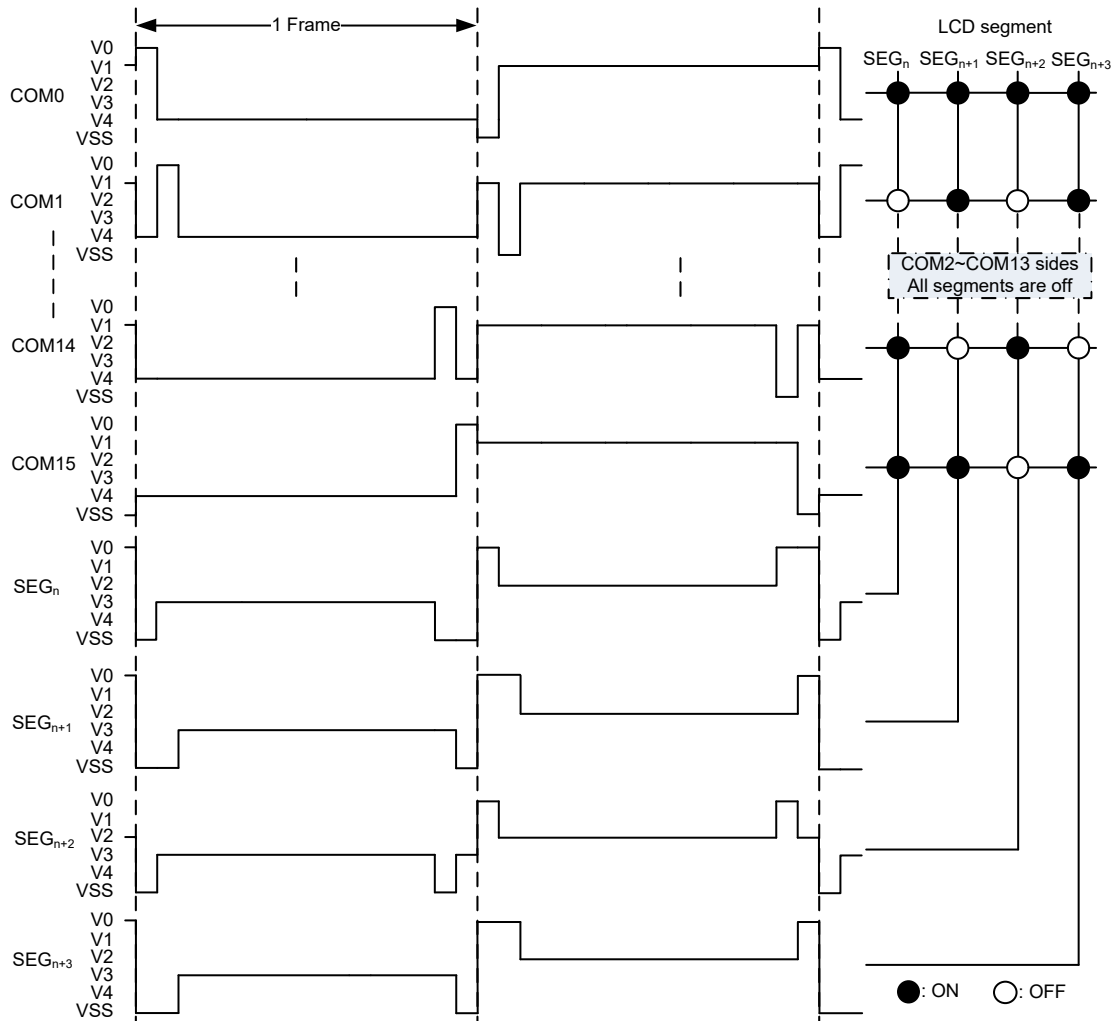 1 Frame
LCD segment
SEGn SEGn+1 SEGn+2 SEGn+3
COM0
V0
V1
V2
V3
V4
VSS
COM1
V0
V1
V2
V3
V4
VSS
COM2~COM13 sides
All segments are off
COM14
V0
V1
V2
V3
V4
VSS
COM15
V0
V1
V2
V3
V4
VSS
SEGn
V0
V1
V2
V3
V4
VSS
SEGn+1
V0
V1
V2
V3
V4
VSS
SEGn+2
V0
V1
V2
V3
V4
VSS
SEGn+3
V0
V1
V2
V3
V4
VSS
: ON : OFF